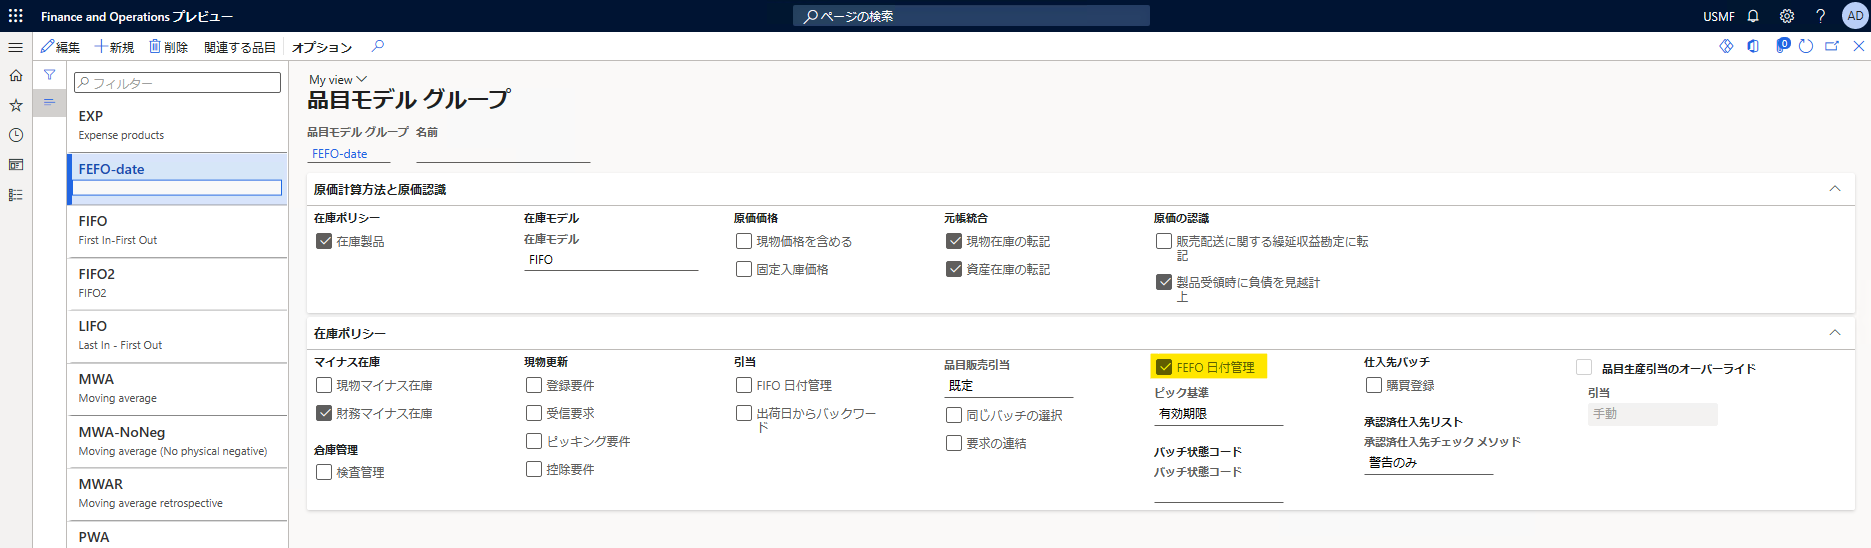 Finance and Operations プレビュー
ページの検索
USMF
AD
編集
新規
削除
関連する品目
オプション
0
フィルター
EXP
Expense products
FEFO-date
FIFO
First In-First Out
FIFO2
FIFO2
LIFO
Last In - First Out
MWA
Moving average
MWA-NoNeg
Moving average (No physical negative)
MWAR
Moving average retrospective
PWA
My view
品目モデル グループ
品目モデル グループ
名前
FEFO-date
原価計算方法と原価認識
在庫ポリシー
在庫製品
在庫モデル
在庫モデル
FIFO
原価価格
現物価格を含める
固定入庫価格
元帳統合
現物在庫の転記
資産在庫の転記
原価の認識
販売配送に関する繰延収益勘定に転
記
製品受領時に負債を見越計
上
在庫ポリシー
マイナス在庫
現物マイナス在庫
財務マイナス在庫
倉庫管理
検査管理
現物更新
登録要件
受信要求
ピッキング要件
控除要件
引当
FIFO 日付管理
出荷日からバックワー
ド
品目販売引当
既定
同じバッチの選択
要求の連結
FEFO 日付管理
ピック基準
有効期限
バッチ状態コード
バッチ状態コード
仕入先バッチ
購買登録
承認済仕入先リスト
承認済仕入先チェック メソッド
警告のみ
品目生産引当のオーバーライド
引当
手動